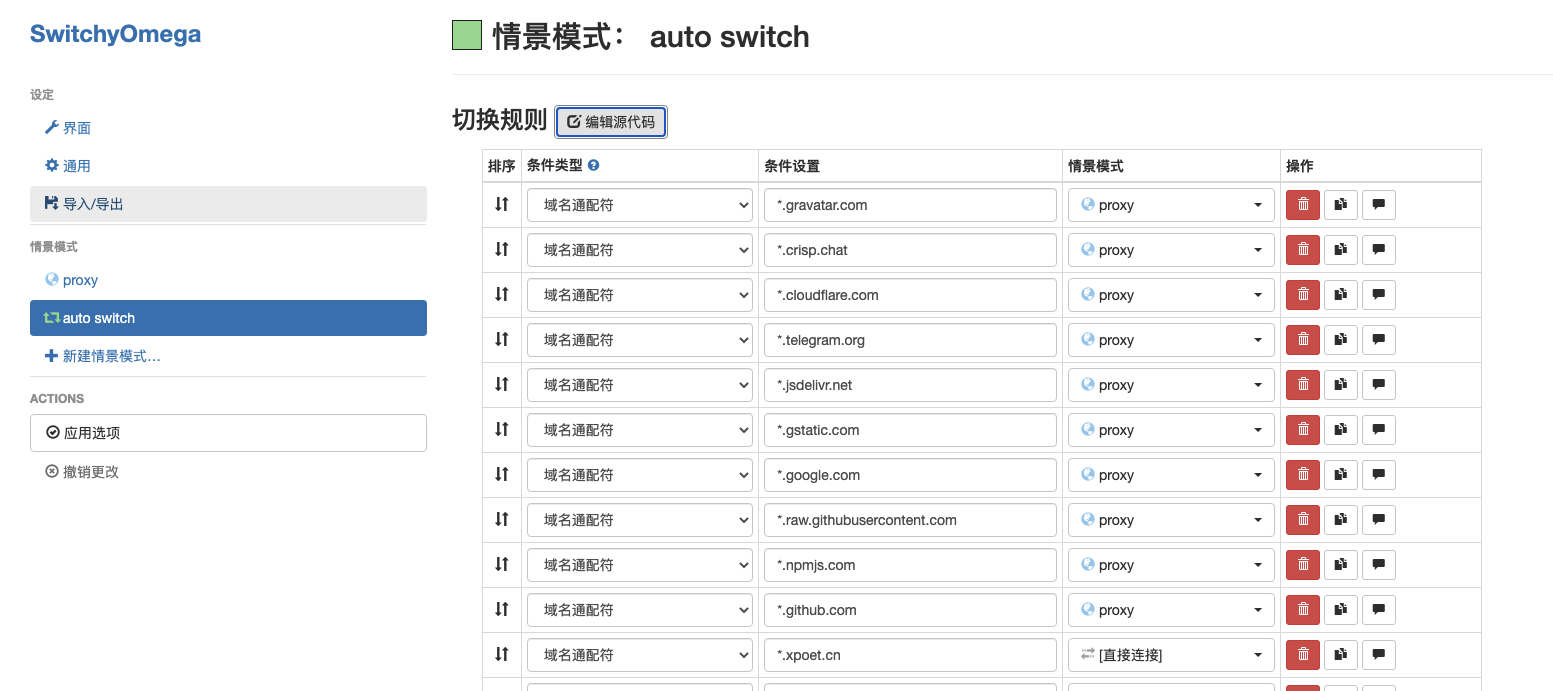 SwitchyOmega
设定
界面
通用
导入/导出
情景模式
proxy
auto switch
新建情景模式…
ACTIONS
应用选项
撤销更改
情景模式： auto switch
切换规则 编辑源代码
排序 条件类型 条件设置 情景模式 操作
域名通配符 *.gravatar.com proxy
域名通配符 *.crisp.chat proxy
域名通配符 *.cloudflare.com proxy
域名通配符 *.telegram.org proxy
域名通配符 *.jsdelivr.net proxy
域名通配符 *.gstatic.com proxy
域名通配符 *.google.com proxy
域名通配符 *.raw.githubusercontent.com proxy
域名通配符 *.npmjs.com proxy
域名通配符 *.github.com proxy
域名通配符 *.xpoet.cn [直接连接]